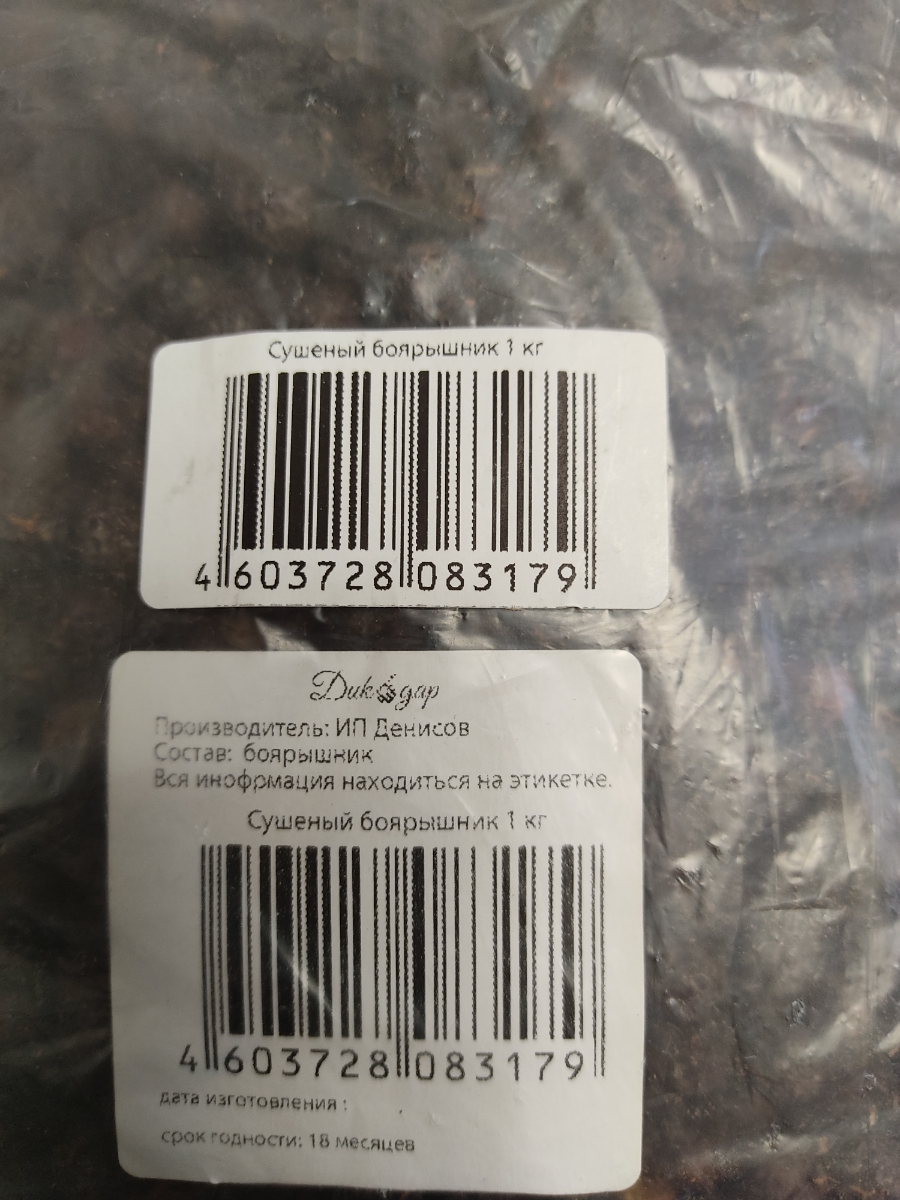 Сушеный боярышник 1 кг
4 603728 083179
Дикодар
Производитель: ИП Денисов
Состав: боярышник
Вся инофрмация находиться на этикетке.
Сушеный боярышник 1 кг
4 603728 083179
дата изготовления :
срок годности: 18 месяцев